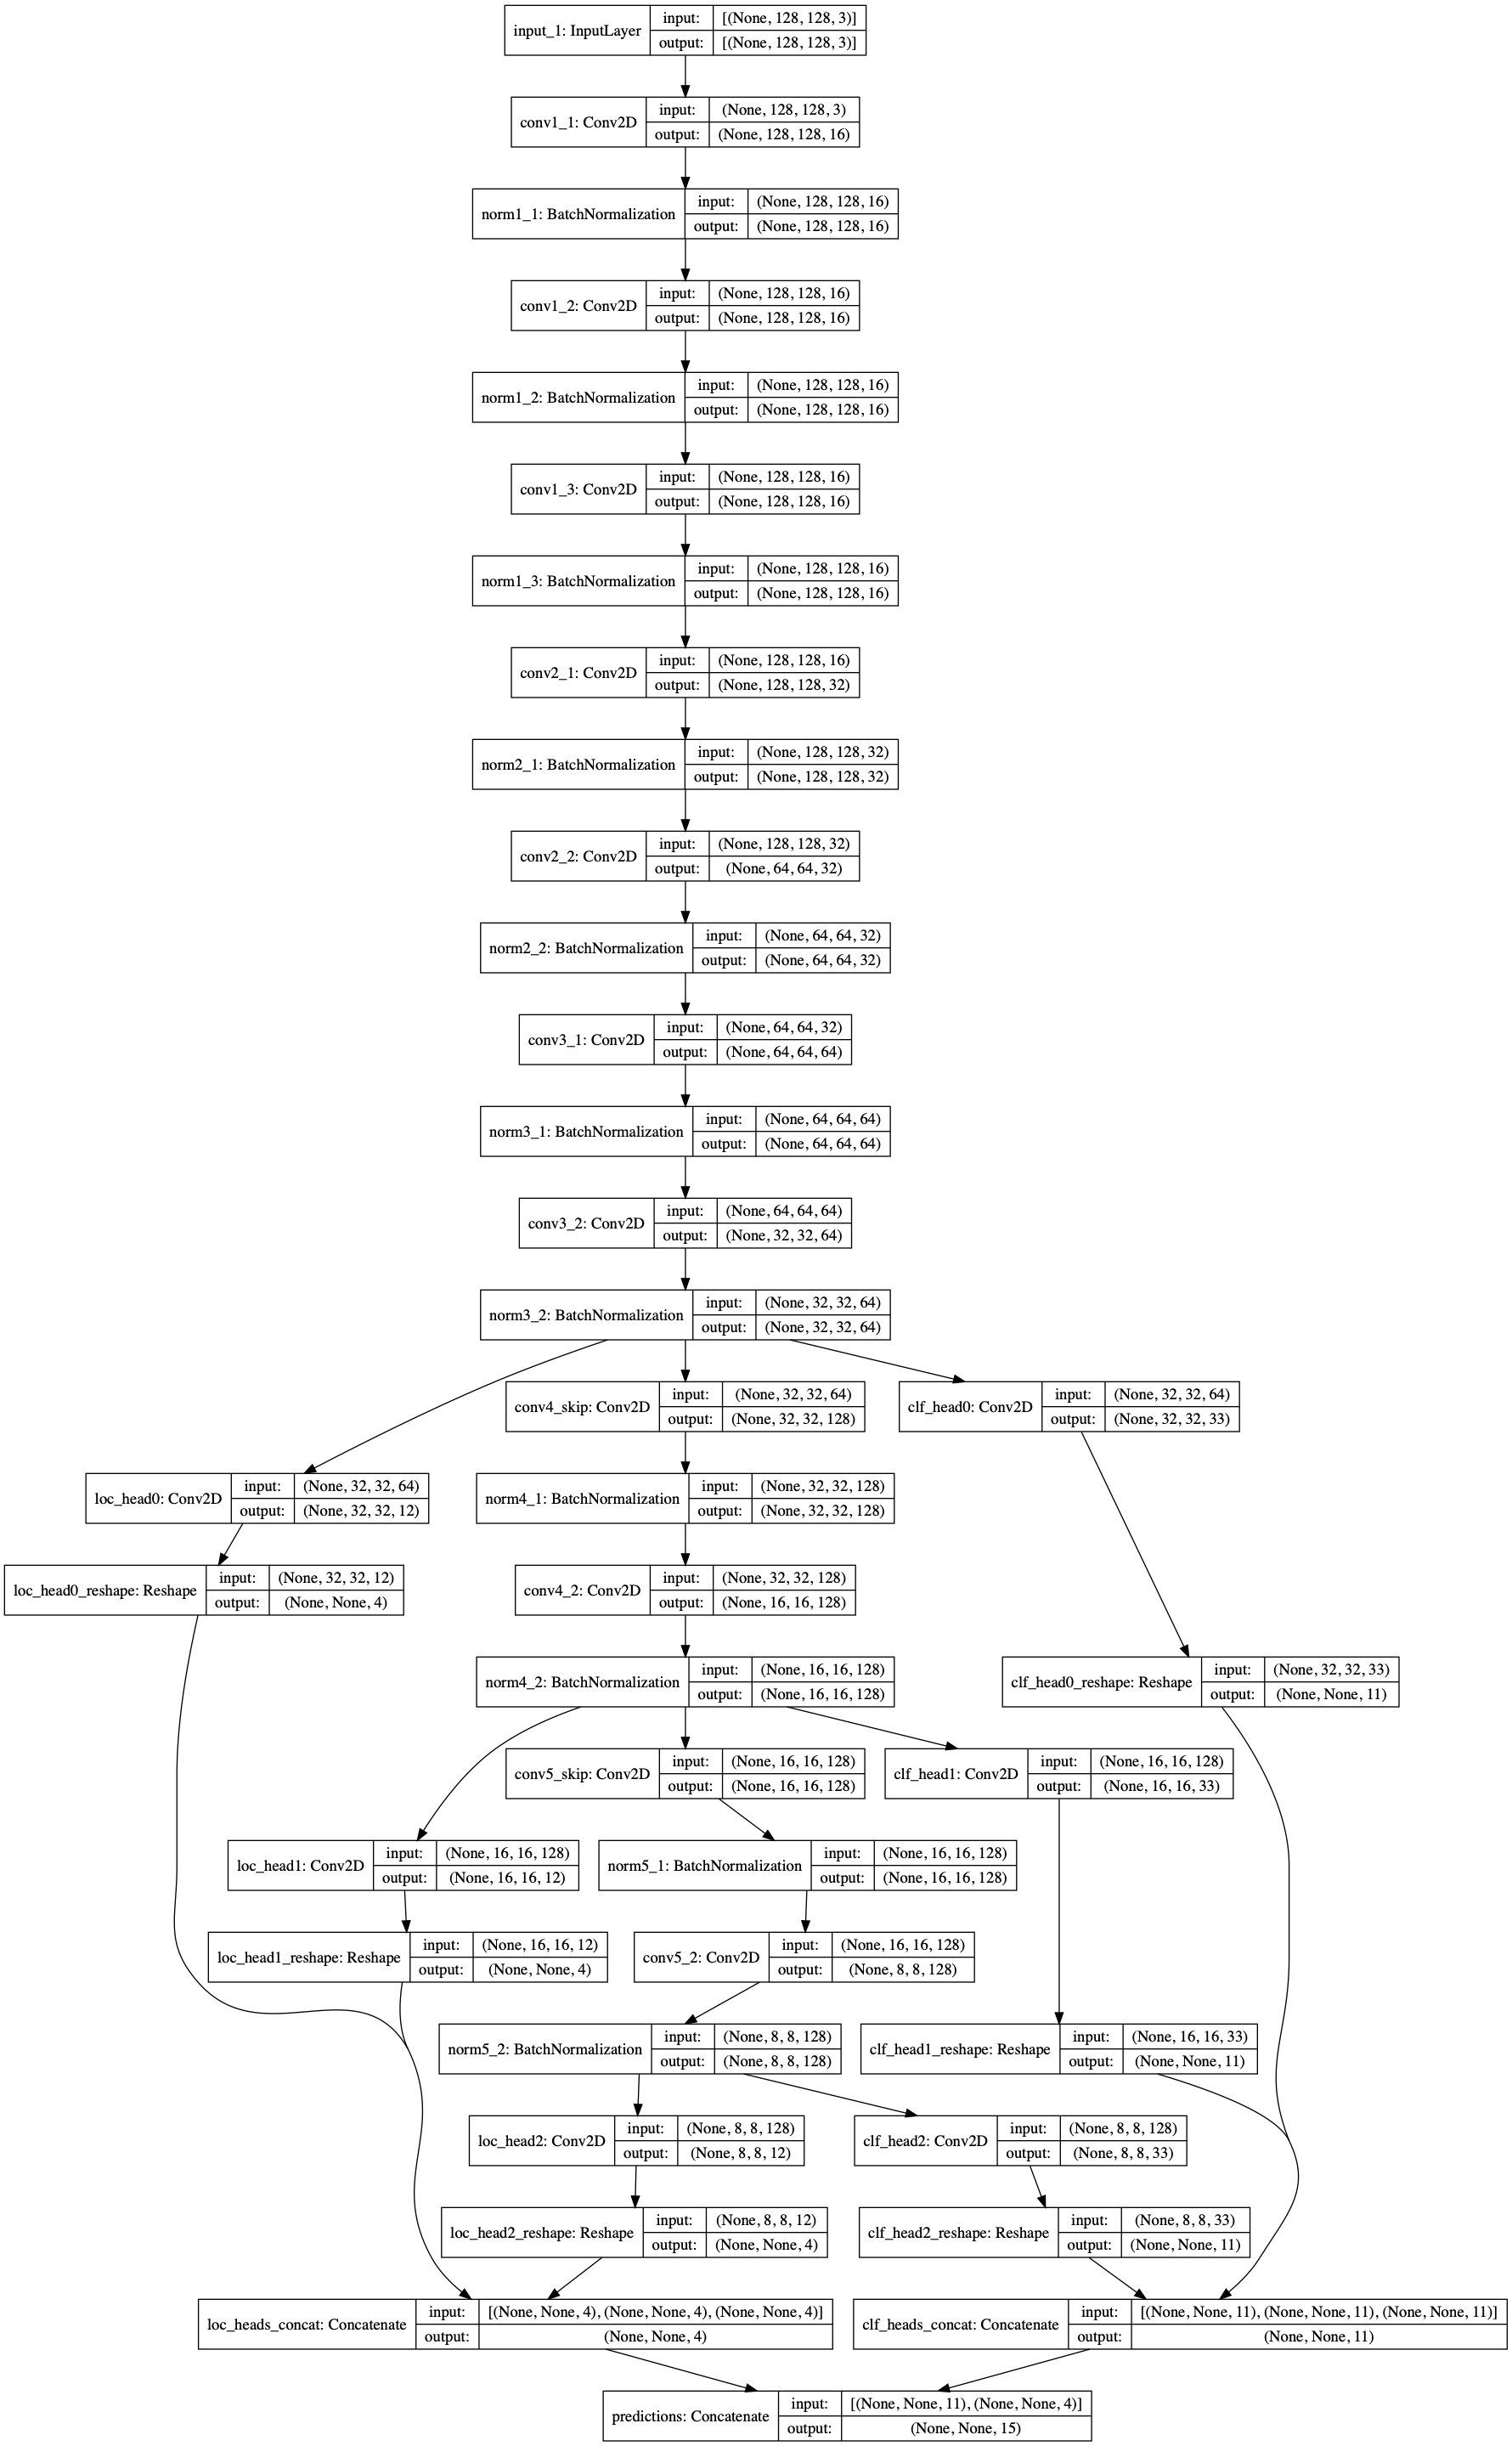 input_1: InputLayer
input:
[(None, 128, 128, 3)]
output:
[(None, 128, 128, 3)]
conv1_1: Conv2D
input:
(None, 128, 128, 3)
output:
(None, 128, 128, 16)
norm1_1: BatchNormalization
input:
(None, 128, 128, 16)
output:
(None, 128, 128, 16)
conv1_2: Conv2D
input:
(None, 128, 128, 16)
output:
(None, 128, 128, 16)
norm1_2: BatchNormalization
input:
(None, 128, 128, 16)
output:
(None, 128, 128, 16)
conv1_3: Conv2D
input:
(None, 128, 128, 16)
output:
(None, 128, 128, 16)
norm1_3: BatchNormalization
input:
(None, 128, 128, 16)
output:
(None, 128, 128, 16)
conv2_1: Conv2D
input:
(None, 128, 128, 16)
output:
(None, 128, 128, 32)
norm2_1: BatchNormalization
input:
(None, 128, 128, 32)
output:
(None, 128, 128, 32)
conv2_2: Conv2D
input:
(None, 128, 128, 32)
output:
(None, 64, 64, 32)
norm2_2: BatchNormalization
input:
(None, 64, 64, 32)
output:
(None, 64, 64, 32)
conv3_1: Conv2D
input:
(None, 64, 64, 32)
output:
(None, 64, 64, 64)
norm3_1: BatchNormalization
input:
(None, 64, 64, 64)
output:
(None, 64, 64, 64)
conv3_2: Conv2D
input:
(None, 64, 64, 64)
output:
(None, 32, 32, 64)
norm3_2: BatchNormalization
input:
(None, 32, 32, 64)
output:
(None, 32, 32, 64)
conv4_skip: Conv2D
input:
(None, 32, 32, 64)
output:
(None, 32, 32, 128)
clf_head0: Conv2D
input:
(None, 32, 32, 64)
output:
(None, 32, 32, 33)
loc_head0: Conv2D
input:
(None, 32, 32, 64)
output:
(None, 32, 32, 12)
norm4_1: BatchNormalization
input:
(None, 32, 32, 128)
output:
(None, 32, 32, 128)
loc_head0_reshape: Reshape
input:
(None, 32, 32, 12)
output:
(None, None, 4)
conv4_2: Conv2D
input:
(None, 32, 32, 128)
output:
(None, 16, 16, 128)
norm4_2: BatchNormalization
input:
(None, 16, 16, 128)
output:
(None, 16, 16, 128)
clf_head0_reshape: Reshape
input:
(None, 32, 32, 33)
output:
(None, None, 11)
conv5_skip: Conv2D
input:
(None, 16, 16, 128)
output:
(None, 16, 16, 128)
clf_head1: Conv2D
input:
(None, 16, 16, 128)
output:
(None, 16, 16, 33)
loc_head1: Conv2D
input:
(None, 16, 16, 128)
output:
(None, 16, 16, 12)
norm5_1: BatchNormalization
input:
(None, 16, 16, 128)
output:
(None, 16, 16, 128)
loc_head1_reshape: Reshape
input:
(None, 16, 16, 12)
output:
(None, None, 4)
conv5_2: Conv2D
input:
(None, 16, 16, 128)
output:
(None, 8, 8, 128)
norm5_2: BatchNormalization
input:
(None, 8, 8, 128)
output:
(None, 8, 8, 128)
clf_head1_reshape: Reshape
input:
(None, 16, 16, 33)
output:
(None, None, 11)
loc_head2: Conv2D
input:
(None, 8, 8, 128)
output:
(None, 8, 8, 12)
clf_head2: Conv2D
input:
(None, 8, 8, 128)
output:
(None, 8, 8, 33)
loc_head2_reshape: Reshape
input:
(None, 8, 8, 12)
output:
(None, None, 4)
clf_head2_reshape: Reshape
input:
(None, 8, 8, 33)
output:
(None, None, 11)
loc_heads_concat: Concatenate
input:
[(None, None, 4), (None, None, 4), (None, None, 4)]
output:
(None, None, 4)
clf_heads_concat: Concatenate
input:
[(None, None, 11), (None, None, 11), (None, None, 11)]
output:
(None, None, 11)
predictions: Concatenate
input:
[(None, None, 11), (None, None, 4)]
output:
(None, None, 15)